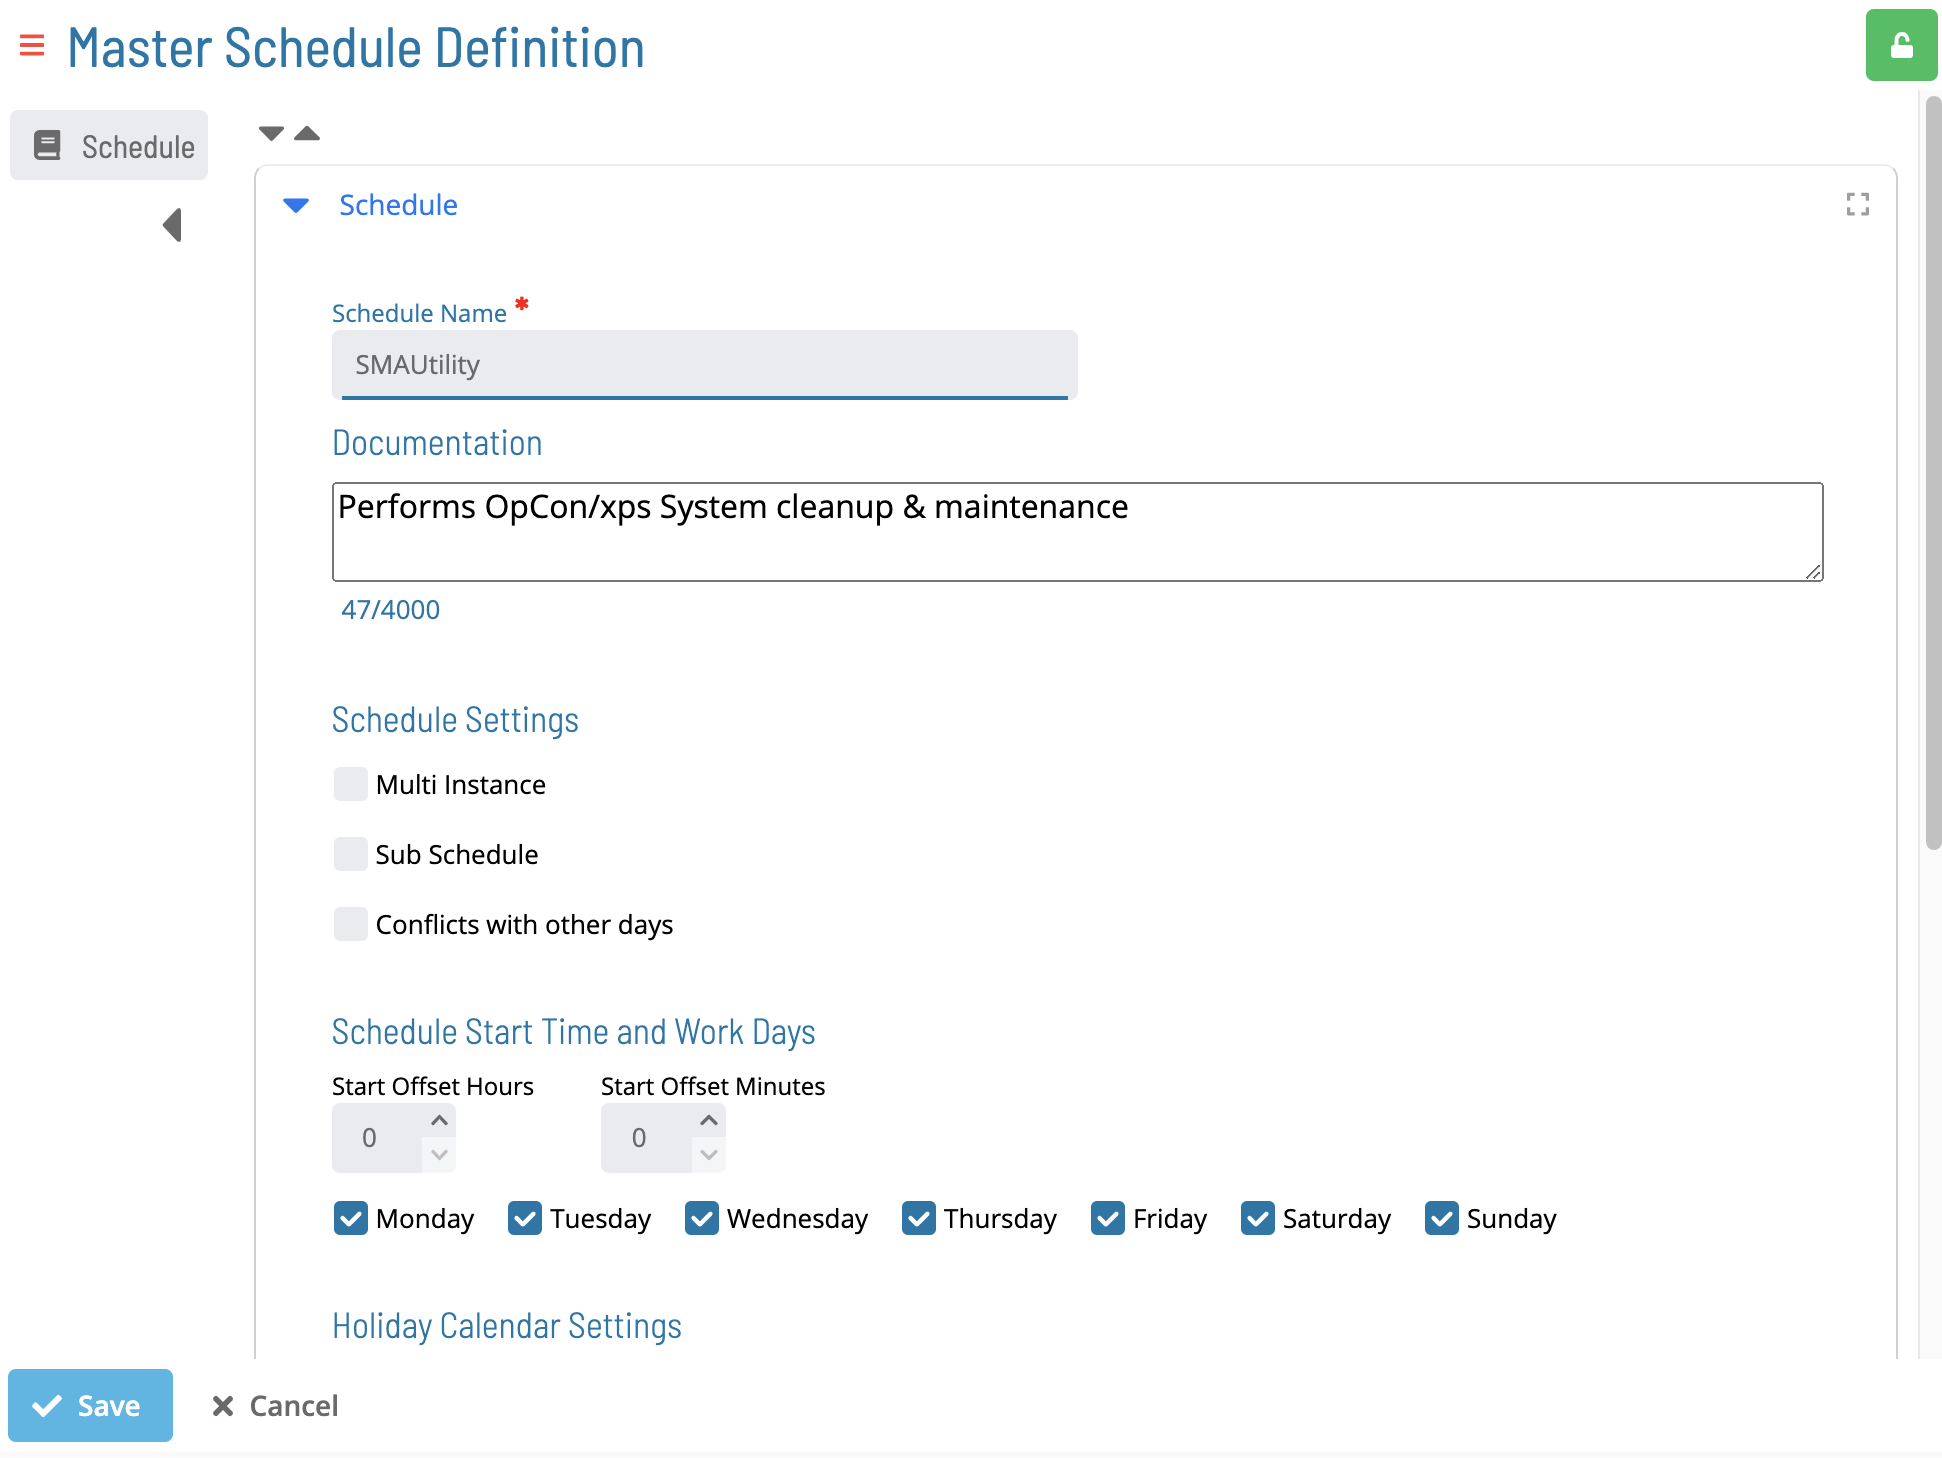 Master Schedule Definition
Schedule
Schedule
Schedule Name *
SMAUtility
Documentation
Performs OpCon/xps System cleanup & maintenance
47/4000
Schedule Settings
Multi Instance
Sub Schedule
Conflicts with other days
Schedule Start Time and Work Days
Start Offset Hours Start Offset Minutes
0 0
Monday Tuesday Wednesday Thursday Friday Saturday Sunday
Holiday Calendar Settings
Save Cancel